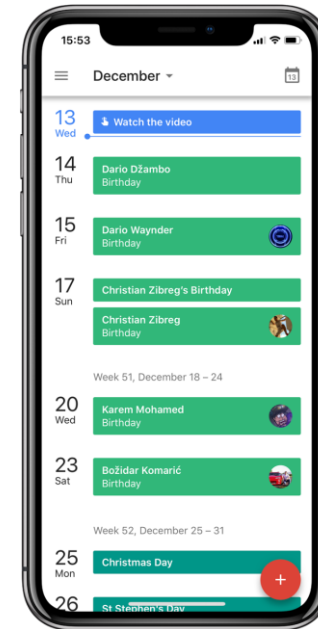 15:53
December
13
13
Wed
Watch the video
14
Thu
Dario Džambo
Birthday
15
Fri
Dario Waynder
Birthday
17
Sun
Christian Zibreg's Birthday
Christian Zibreg
Birthday
Week 51, December 18 – 24
20
Wed
Karem Mohamed
Birthday
23
Sat
Božidar Komarić
Birthday
Week 52, December 25 – 31
25
Mon
Christmas Day
+
26
St Stephen's Day